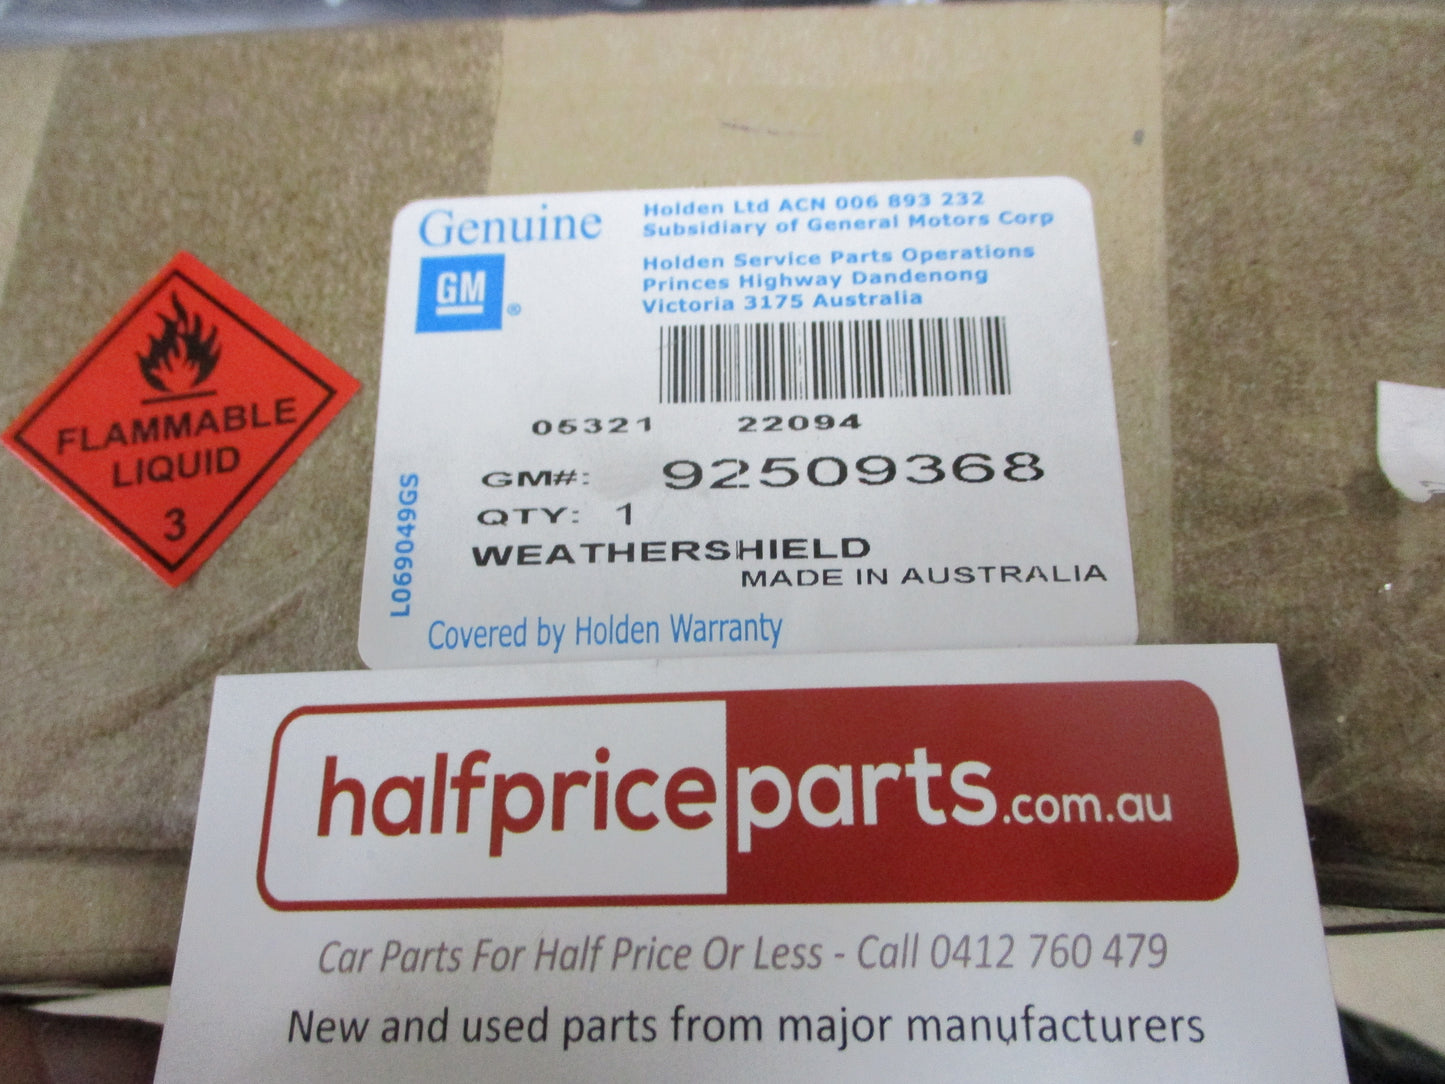 Genuine
GM
®
Holden Ltd ACN 006 893 232
Subsidiary of General Motors Corp
Holden Service Parts Operations
Princes Highway Dandenong
Victoria 3175 Australia
05321 22094
GM#: 92509368
QTY: 1
WEATHERSHIELD
MADE IN AUSTRALIA
L069049GS
Covered by Holden Warranty
FLAMMABLE
LIQUID
3
halfpriceparts.com.au
Car Parts For Half Price Or Less - Call 0412 760 479
New and used parts from major manufacturers